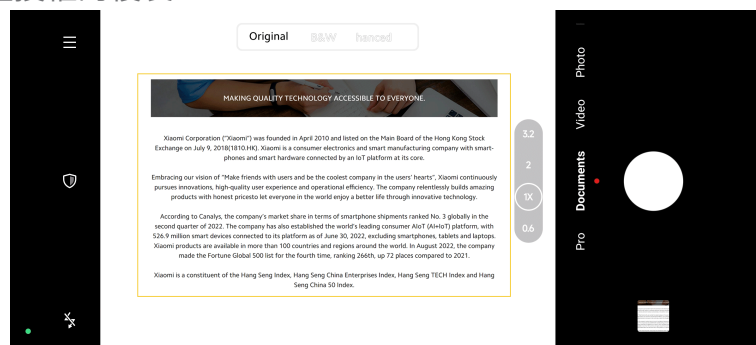 Original B&W hanced
MAKING QUALITY TECHNOLOGY ACCESSIBLE TO EVERYONE.
Xiaomi Corporation ("Xiaomi") was founded in April 2010 and listed on the Main Board of the Hong Kong Stock
Exchange on July 9, 2018(1810.HK). Xiaomi is a consumer electronics and smart manufacturing company with smart-
phones and smart hardware connected by an IoT platform at its core.
Embracing our vision of "Make friends with users and be the coolest company in the users' hearts", Xiaomi continuously
pursues innovations, high-quality user experience and operational efficiency. The company relentlessly builds amazing
products with honest pricesto let everyone in the world enjoy a better life through innovative technology.
According to Canalys, the company's market share in terms of smartphone shipments ranked No. 3 globally in the
second quarter of 2022. The company has also established the world's leading consumer AIoT (AI+IoT) platform, with
526.9 million smart devices connected to its platform as of June 30, 2022, excluding smartphones, tablets and laptops.
Xiaomi products are available in more than 100 countries and regions around the world. In August 2022, the company
made the Fortune Global 500 list for the fourth time, ranking 266th, up 72 places compared to 2021.
Xiaomi is a constituent of the Hang Seng Index, Hang Seng China Enterprises Index, Hang Seng TECH Index and Hang
Seng China 50 Index.
3.2
2
1X
0.6
Photo
Video
Documents
Pro